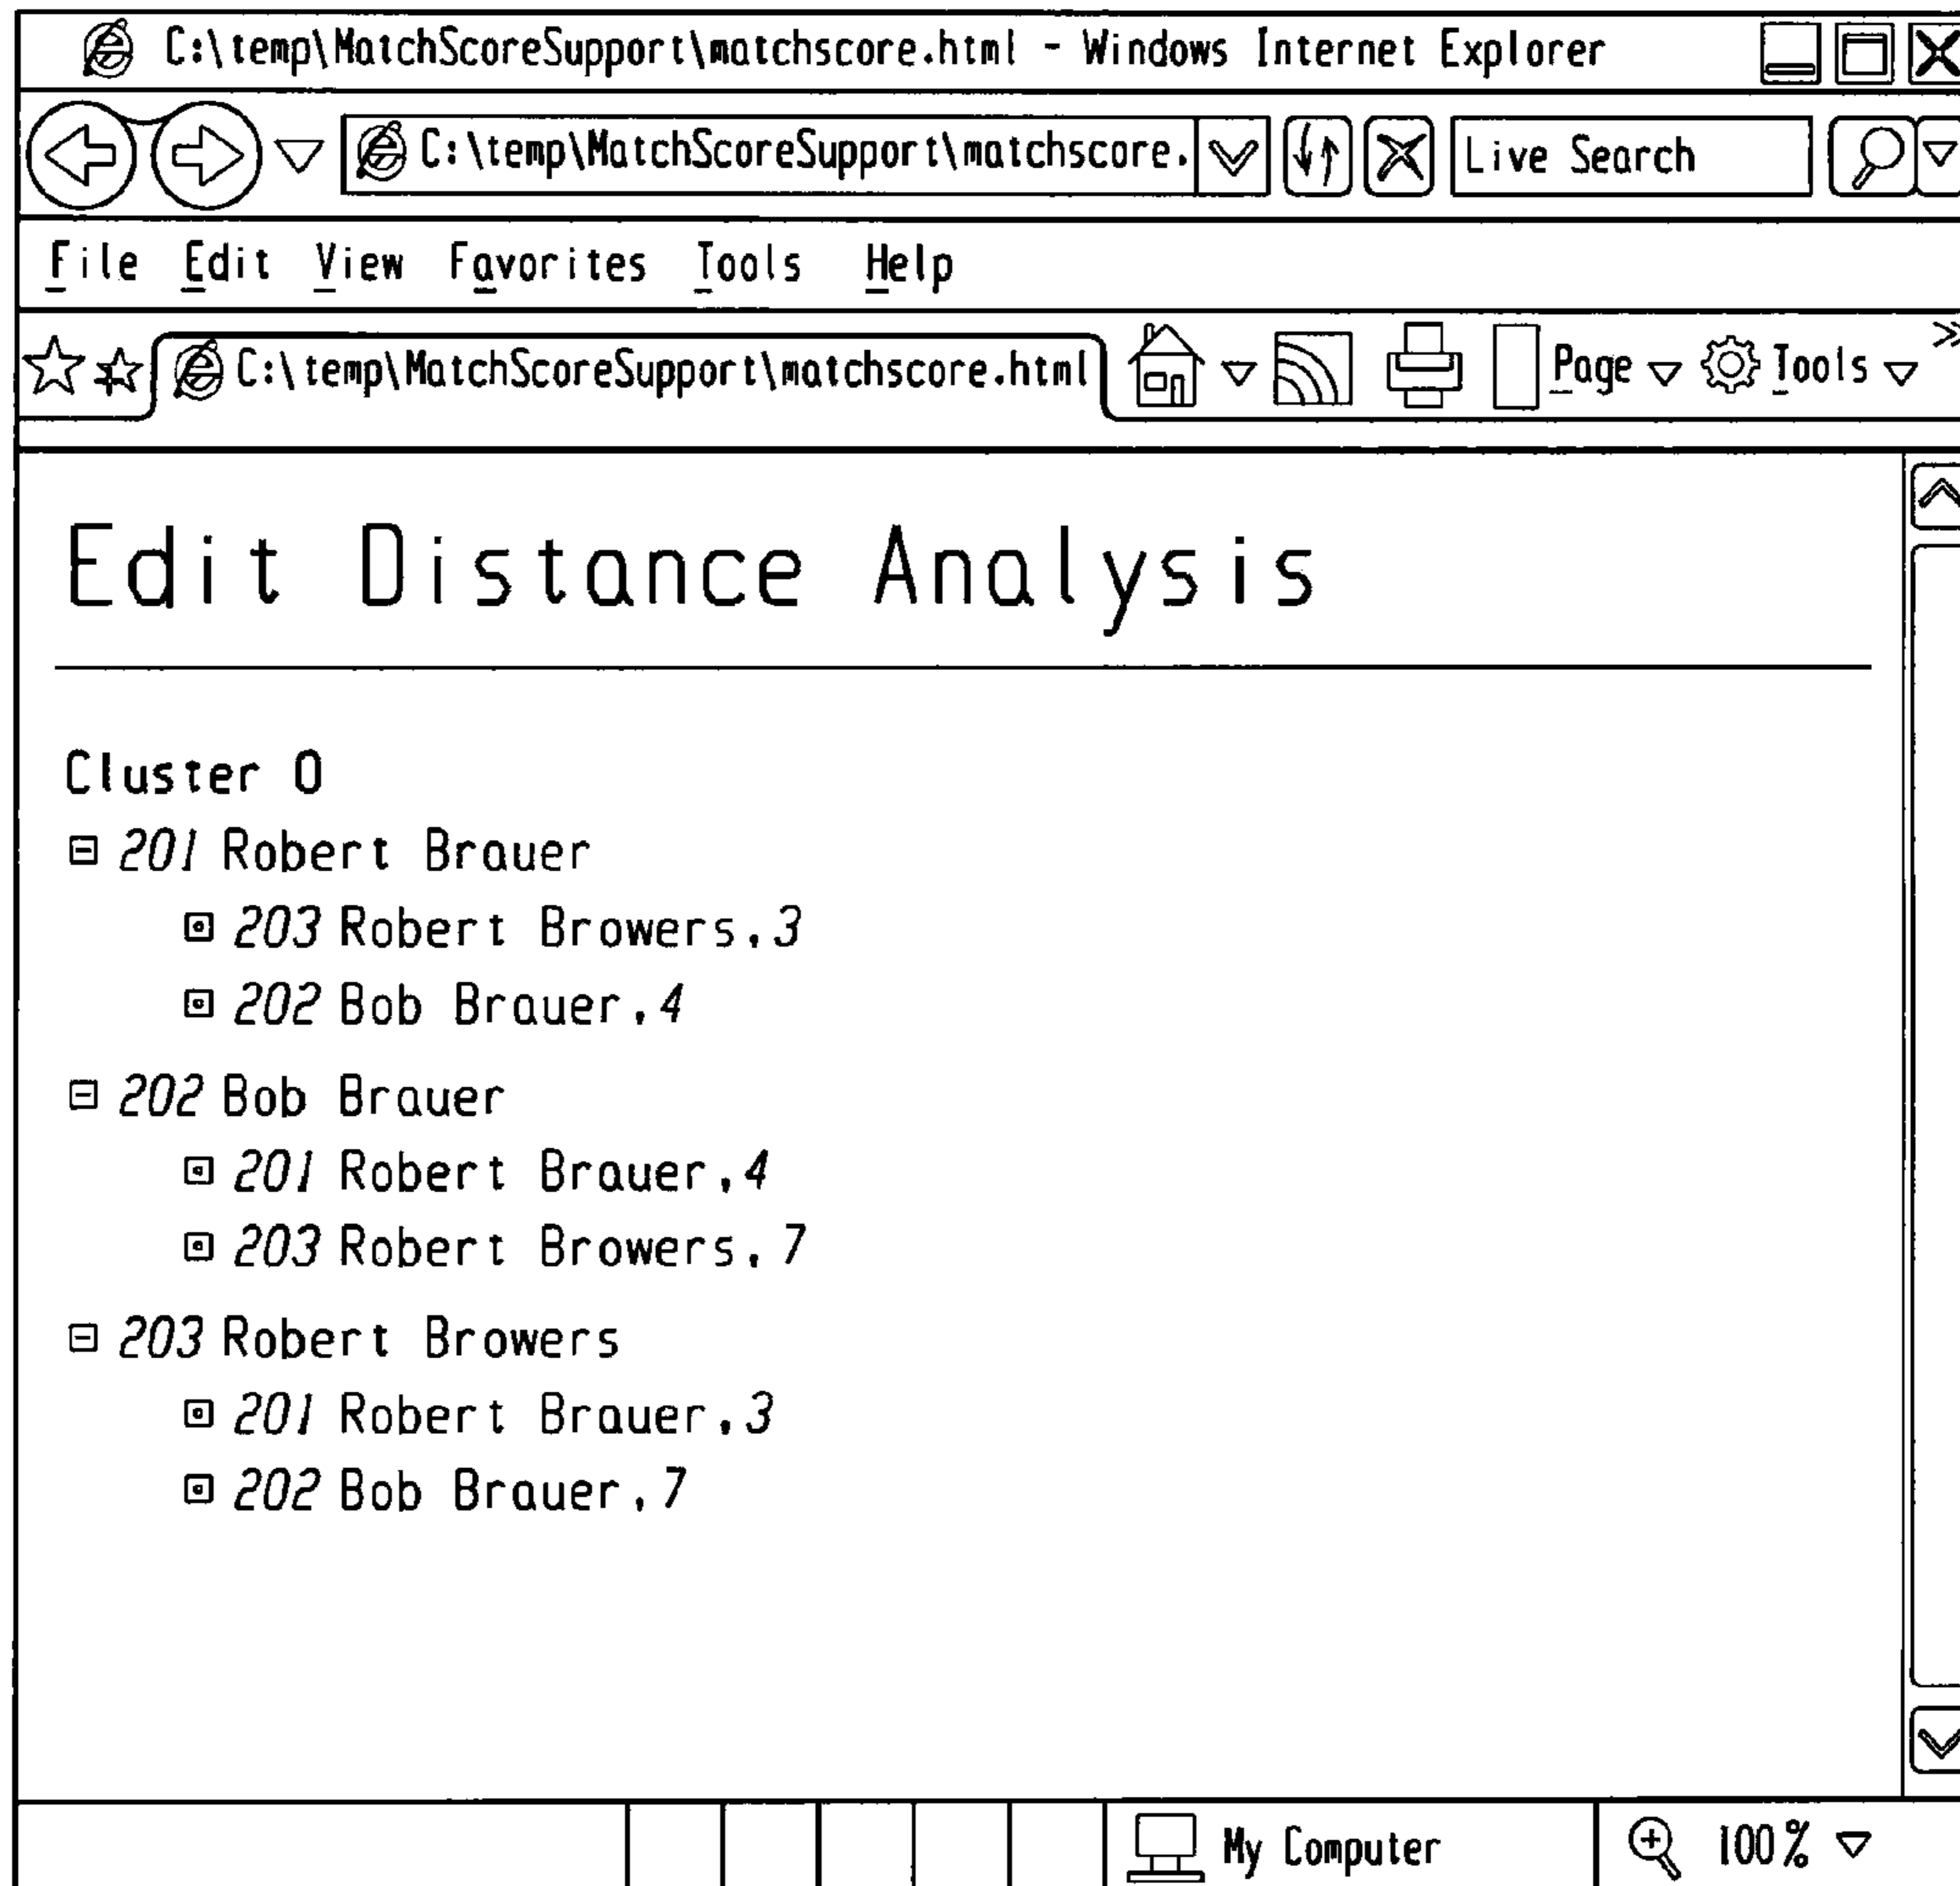 C:\temp\MatchScoreSupport\matchscore.html - Windows Internet Explorer
C:\temp\MatchScoreSupport\matchscore. Live Search
File Edit View Favorites Tools Help
C:\temp\MatchScoreSupport\matchscore.html Page Tools »
Edit Distance Analysis
Cluster 0
201 Robert Brauer
203 Robert Browers, 3
202 Bob Brauer, 4
202 Bob Brauer
201 Robert Brauer, 4
203 Robert Browers, 7
203 Robert Browers
201 Robert Brauer, 3
202 Bob Brauer, 7
My Computer 100%